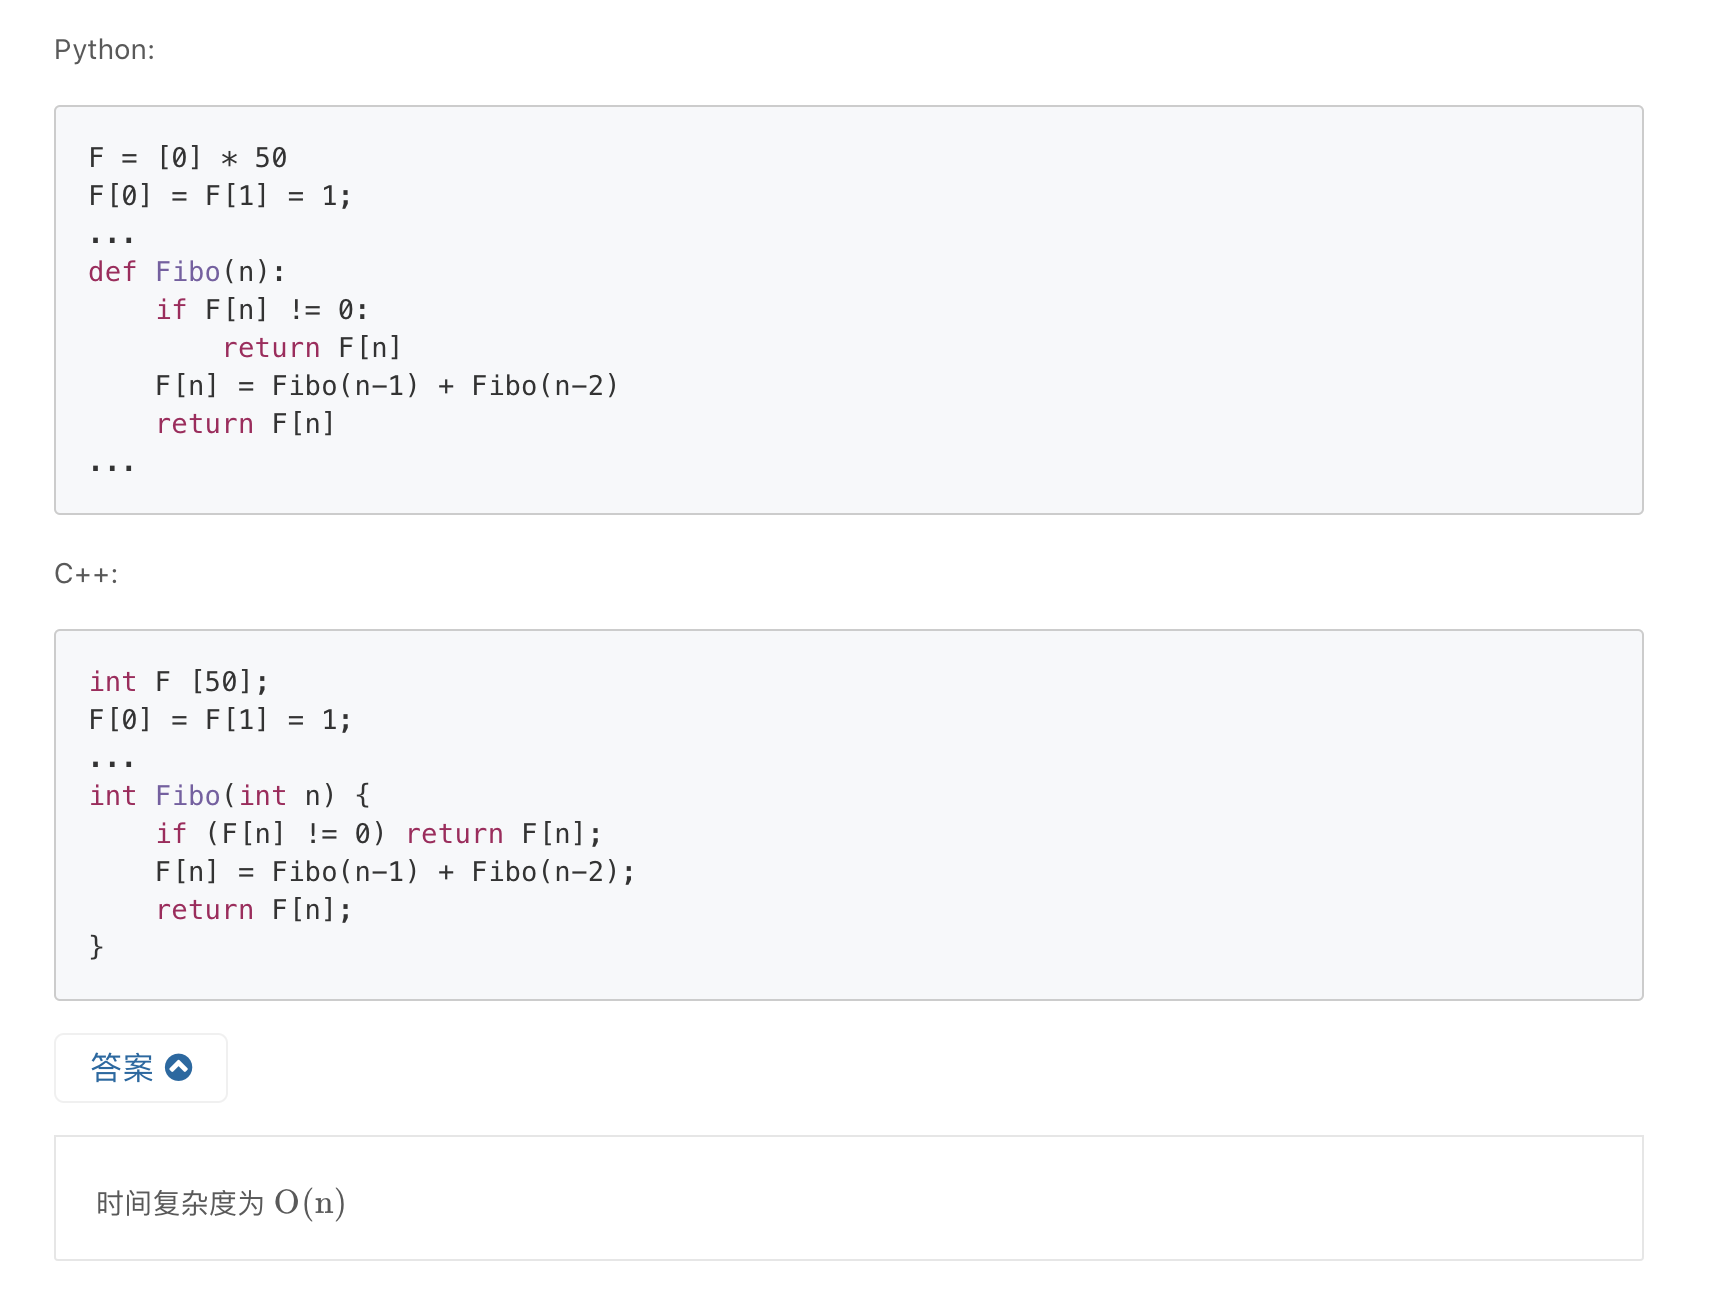 Python:
F = [0] * 50
F[0] = F[1] = 1;
...
def Fibo(n):
    if F[n] != 0:
        return F[n]
    F[n] = Fibo(n-1) + Fibo(n-2)
    return F[n]
...
C++:
int F [50];
F[0] = F[1] = 1;
...
int Fibo(int n) {
    if (F[n] != 0) return F[n];
    F[n] = Fibo(n-1) + Fibo(n-2);
    return F[n];
}
答案
时间复杂度为 O(n)